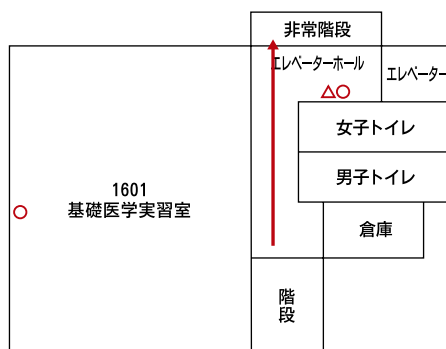 非常階段
エレベーターホール
エレベーター
女子トイレ
男子トイレ
1601
基礎医学実習室
倉庫
階
段